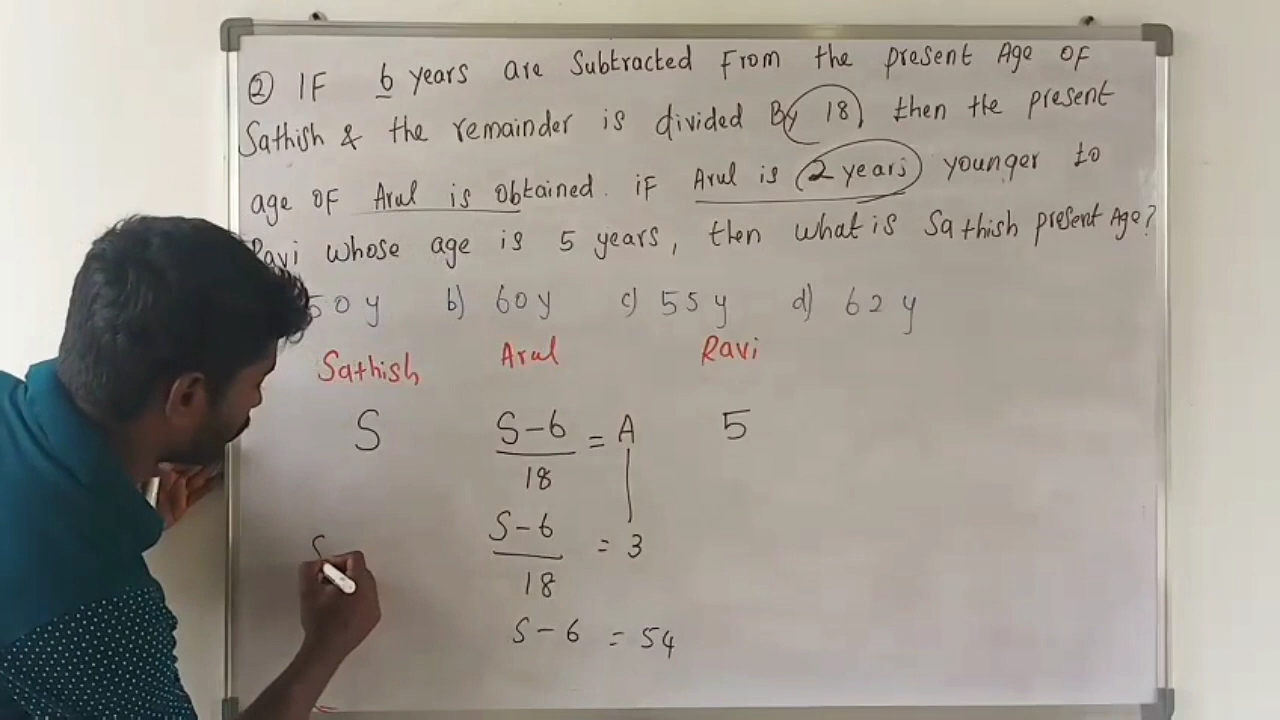 ② IF 6 years are Subtracted From the present Age OF
Sathish & the remainder is divided By 18, then the present
age OF Arul is obtained. iF Arul is 2 years younger to
Ravi whose age is 5 years, then what is Sathish present Age?
50 y b) 60 y c) 55 y d) 62 y
Sathish Arul Ravi
S S-6 = A 5
18
S-6 = 3
18
S
S-6 = 54